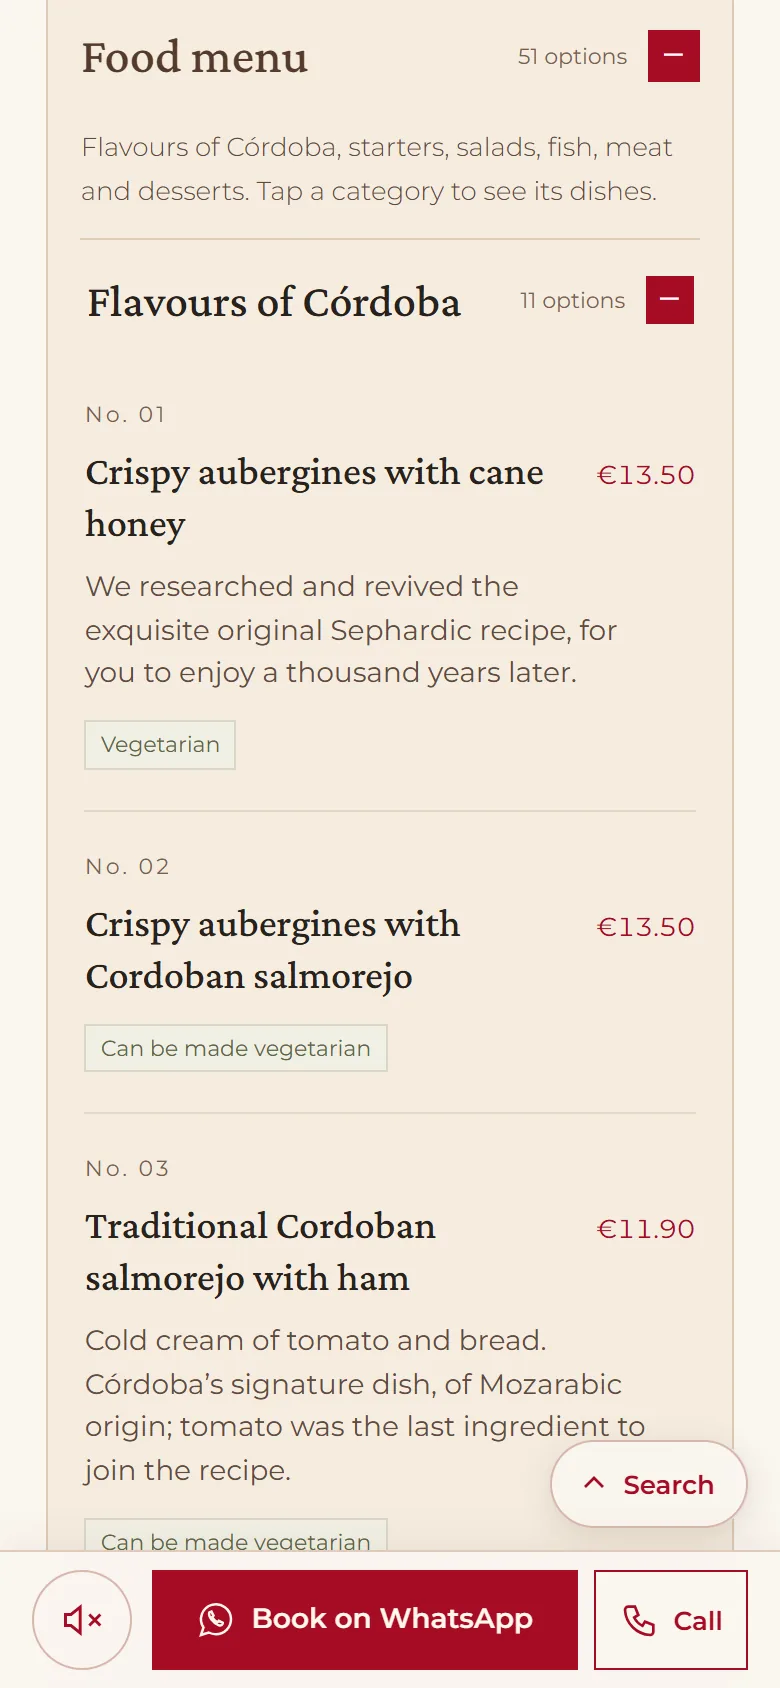 Food menu
51 options
Flavours of Córdoba, starters, salads, fish, meat
and desserts. Tap a category to see its dishes.
Flavours of Córdoba
11 options
No. 01
Crispy aubergines with cane
honey
€13.50
We researched and revived the
exquisite original Sephardic recipe, for
you to enjoy a thousand years later.
Vegetarian
No. 02
Crispy aubergines with
Cordoban salmorejo
€13.50
Can be made vegetarian
No. 03
Traditional Cordoban
salmorejo with ham
€11.90
Cold cream of tomato and bread.
Córdoba’s signature dish, of Mozarabic
origin; tomato was the last ingredient to
join the recipe.
Can be made vegetarian
Search
Book on WhatsApp
Call